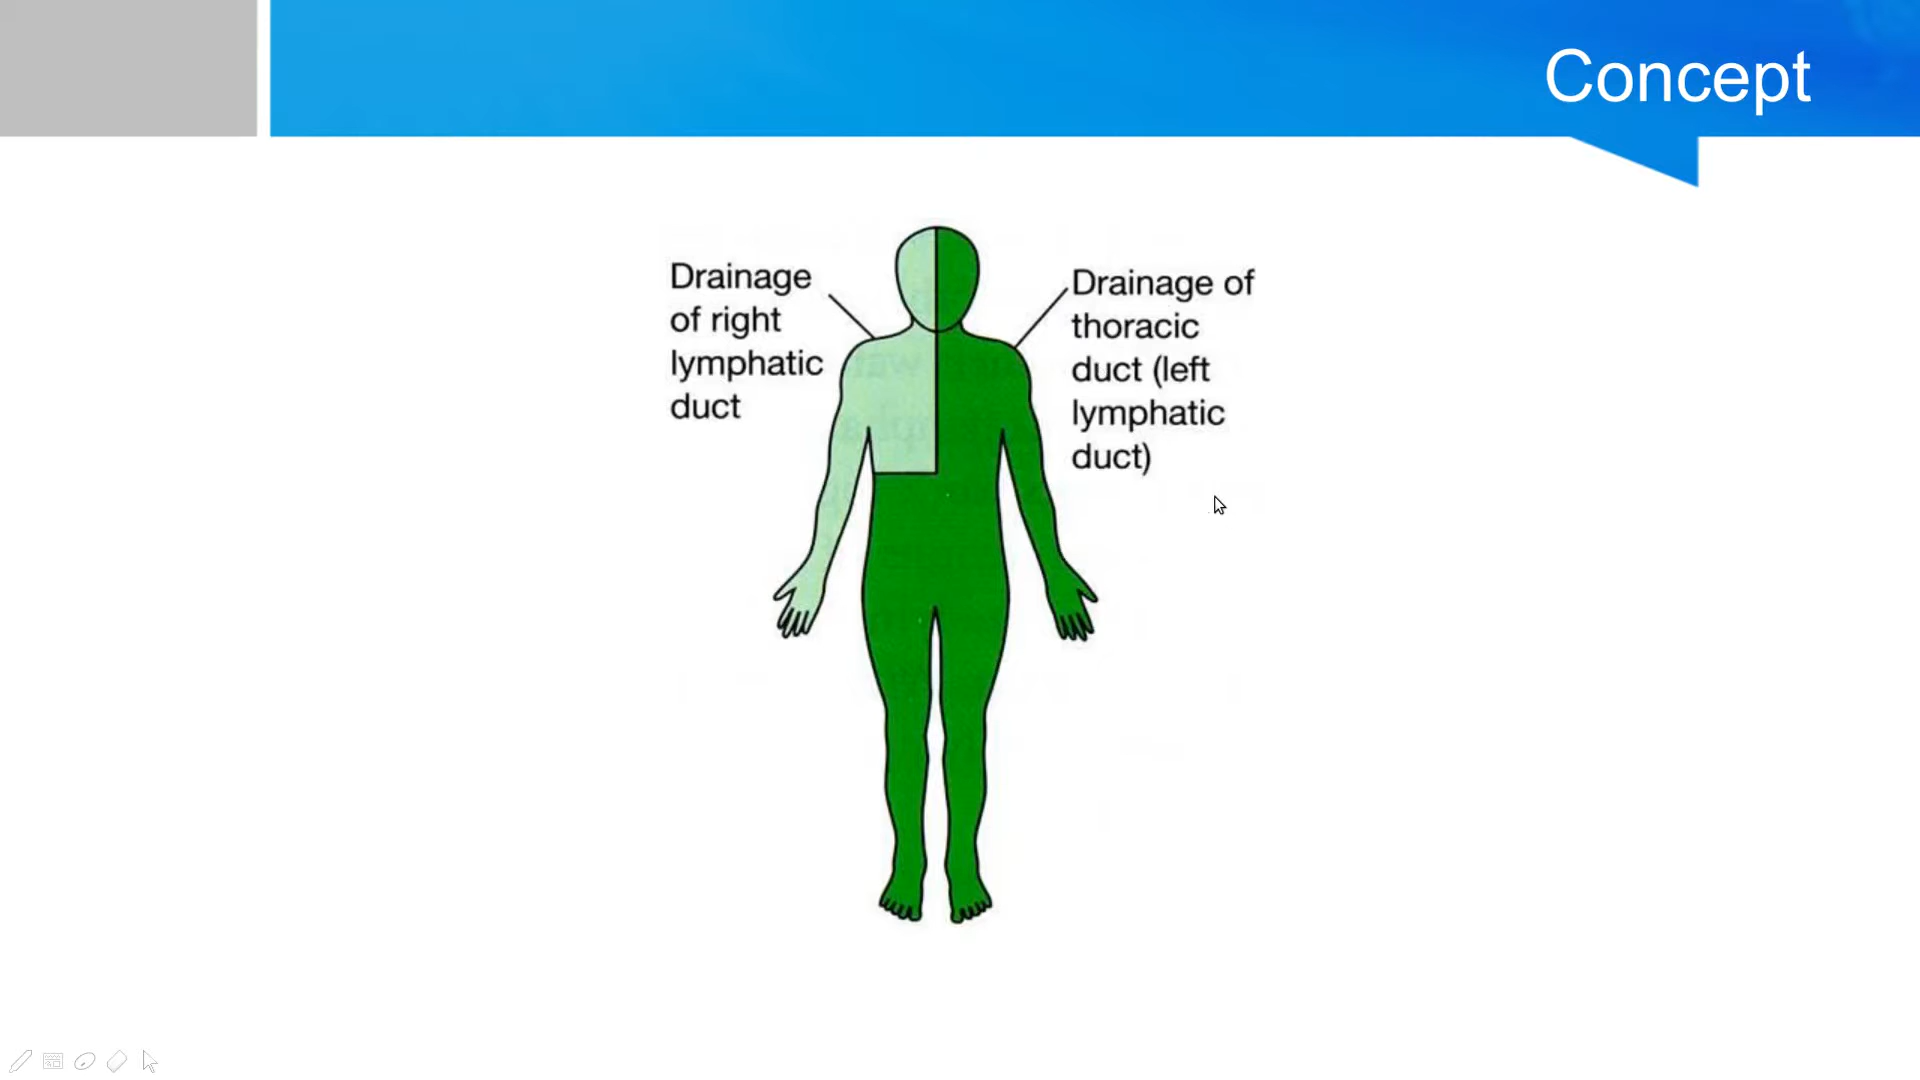 Concept
Drainage
of right
lymphatic
duct
Drainage of
thoracic
duct (left
lymphatic
duct)